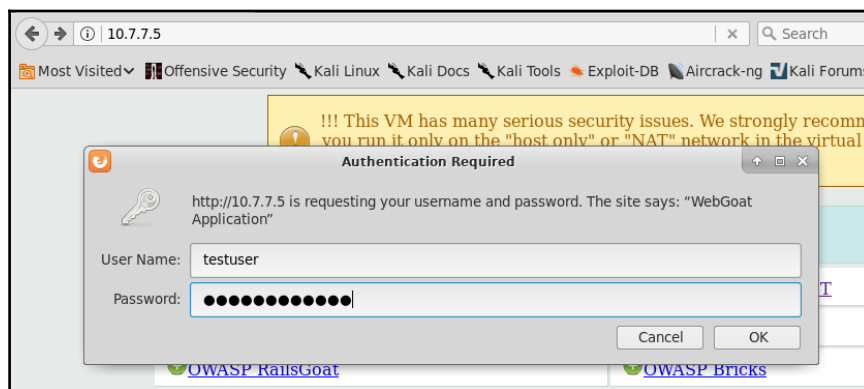 10.7.7.5
Search
Most Visited Offensive Security Kali Linux Kali Docs Kali Tools Exploit-DB Aircrack-ng Kali Forums
!!! This VM has many serious security issues. We strongly recomm
you run it only on the "host only" or "NAT" network in the virtual
Authentication Required
http://10.7.7.5 is requesting your username and password. The site says: “WebGoat
Application”
User Name: testuser
Password: ●●●●●●●●●●●●
T
Cancel OK
OWASP RailsGoat OWASP Bricks